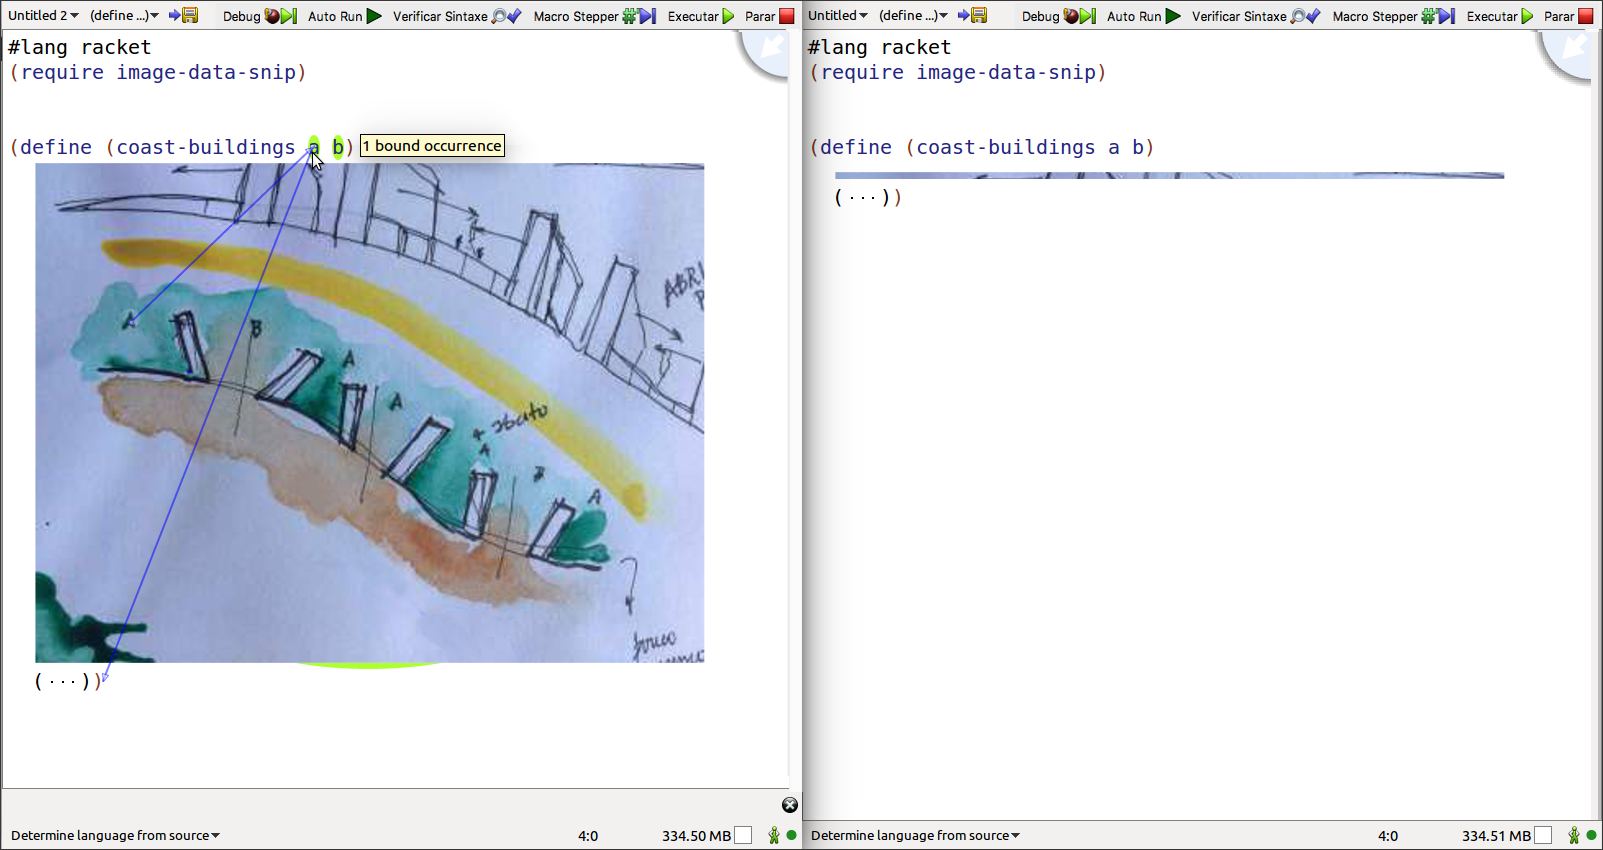 Untitled 2 (define ...) Debug Auto Run Verificar Sintaxe Macro Stepper Executar Parar
#lang racket
(require image-data-snip)
(define (coast-buildings a b)
1 bound occurrence
ABRI
P
A
B
A
A
A
B
A
(···))
4:0 334.50 MB
Determine language from source
Untitled (define ...) Debug Auto Run Verificar Sintaxe Macro Stepper Executar Parar
#lang racket
(require image-data-snip)
(define (coast-buildings a b)
(···))
Determine language from source 4:0 334.51 MB